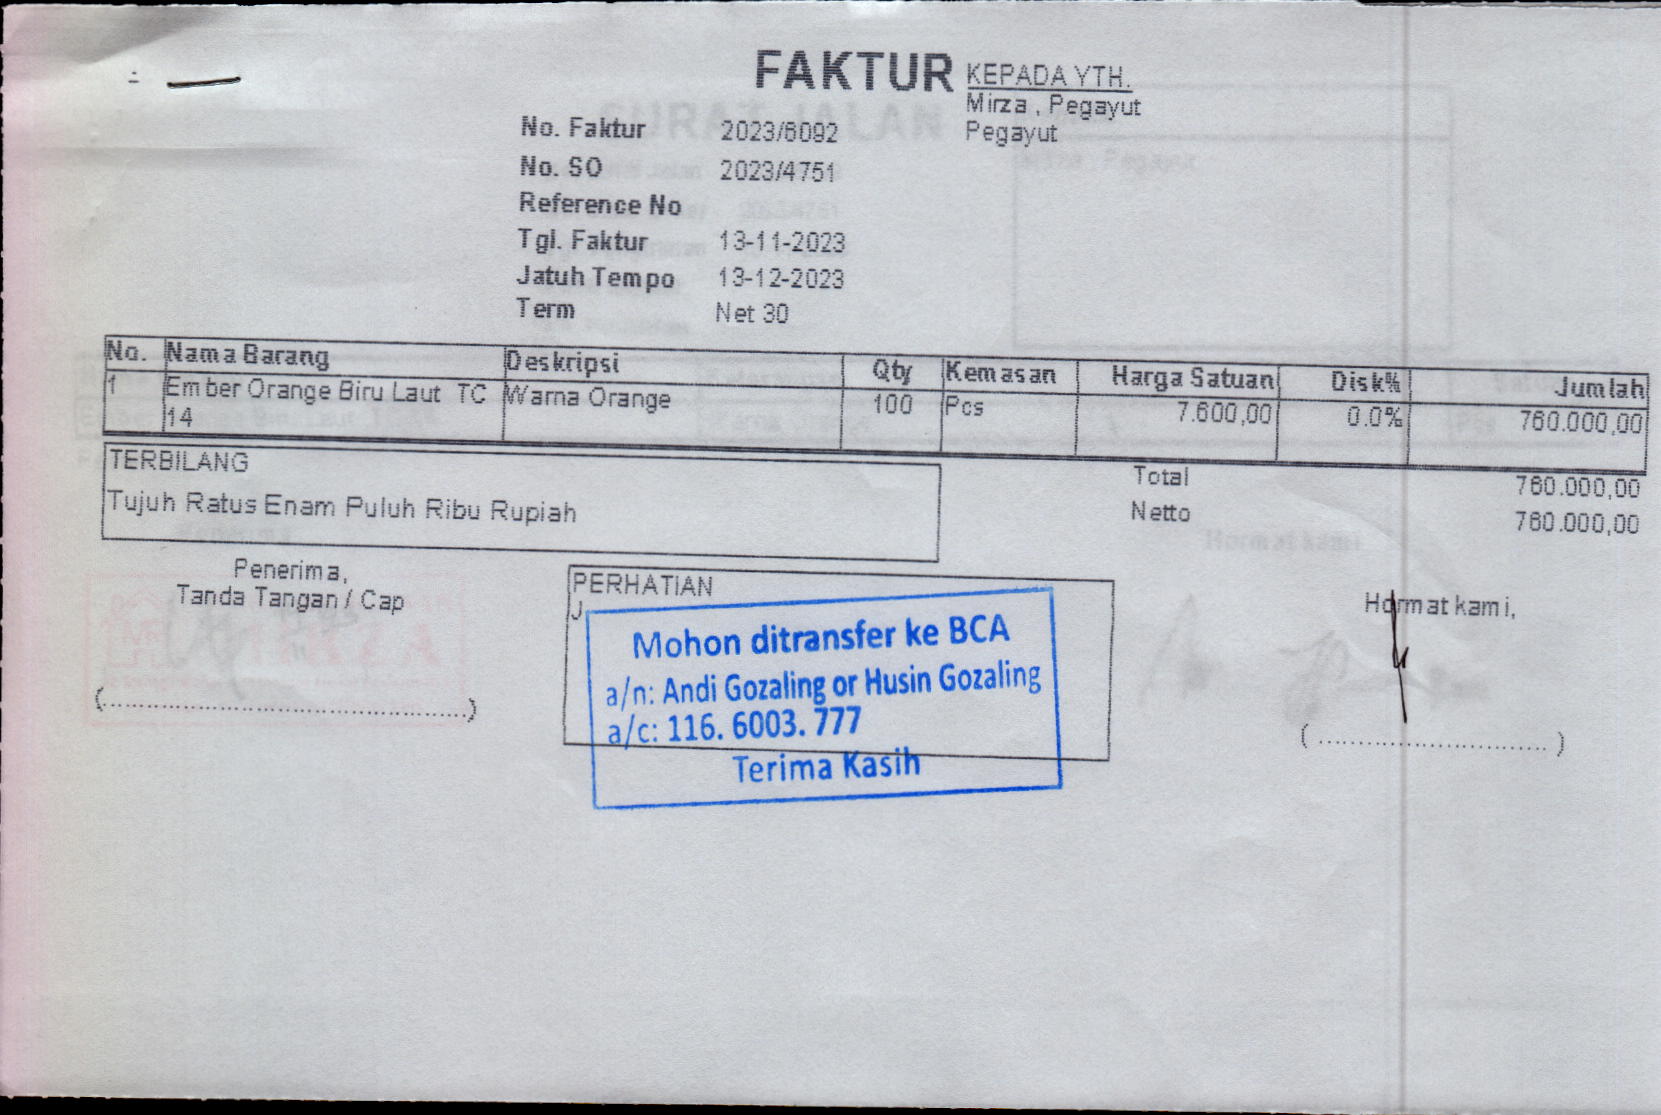 FAKTUR
KEPADA YTH.
Mirza , Pegayut
Pegayut
No. Faktur 2023/6092
No. SO 2023/4751
Reference No
Tgl. Faktur 13-11-2023
Jatuh Tempo 13-12-2023
Term Net 30
No. Nama Barang Deskripsi Qty Kemasan Harga Satuan Disk% Jumlah
1 Ember Orange Biru Laut TC Warna Orange 100 Pcs 7.600,00 0.0% 760.000,00
14
TERBILANG
Tujuh Ratus Enam Puluh Ribu Rupiah
Total 760.000,00
Netto 760.000,00
Penerima,
Tanda Tangan / Cap
PERHATIAN
J
Mohon ditransfer ke BCA
a/n: Andi Gozaling or Husin Gozaling
a/c: 116. 6003. 777
Terima Kasih
Hormat kami,